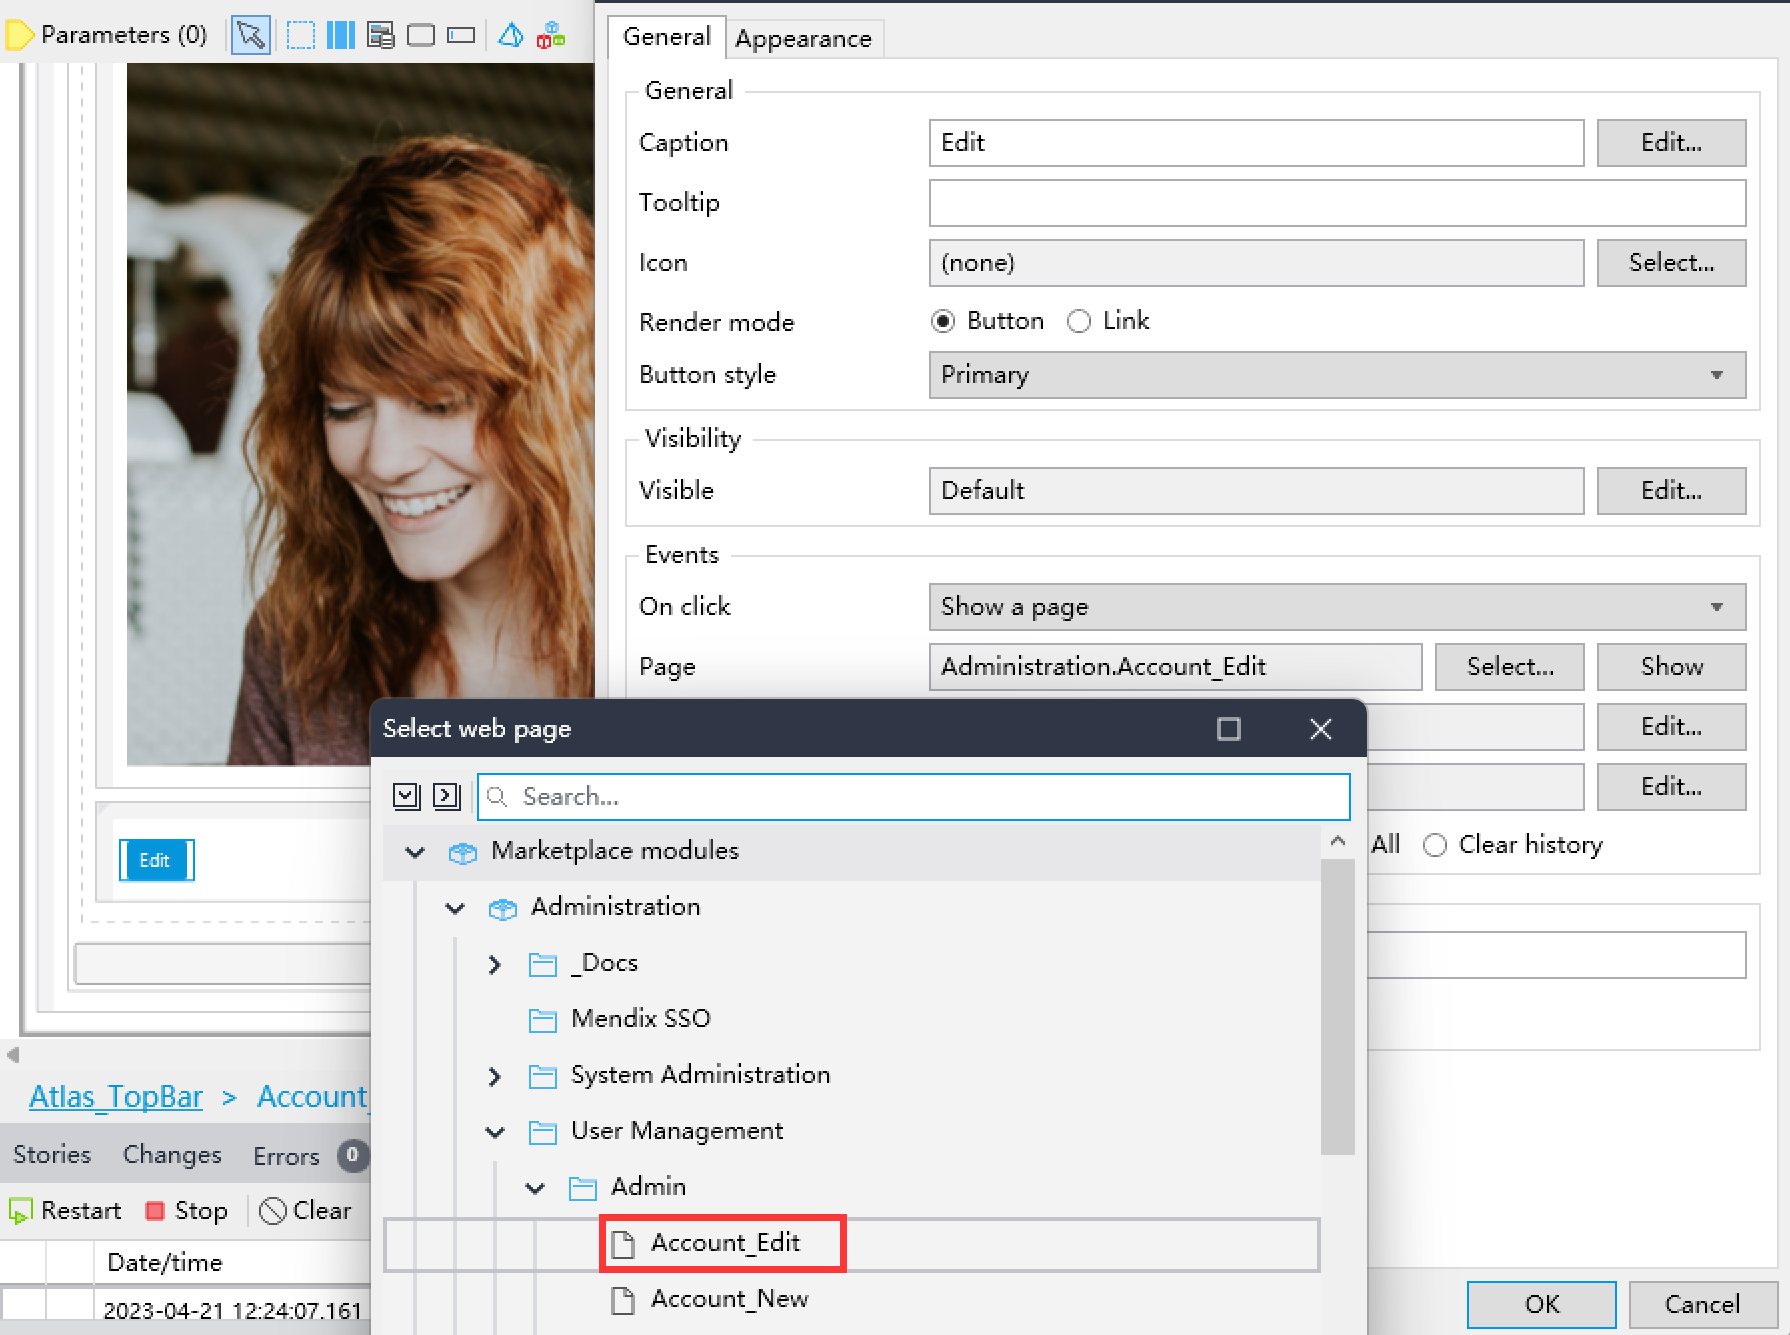 Parameters (0)
General
Appearance
General
Caption
Edit
Edit...
Tooltip
Icon
(none)
Select...
Render mode
Button
Link
Button style
Primary
Visibility
Visible
Default
Edit...
Events
On click
Show a page
Page
Administration.Account_Edit
Select...
Show
Edit...
Edit...
All
Clear history
Select web page
Search...
Marketplace modules
Administration
_Docs
Mendix SSO
System Administration
User Management
Admin
Account_Edit
Account_New
Edit
Atlas_TopBar > Account_
Stories
Changes
Errors 0
Restart
Stop
Clear
Date/time
2023-04-21 12:24:07.161
OK
Cancel